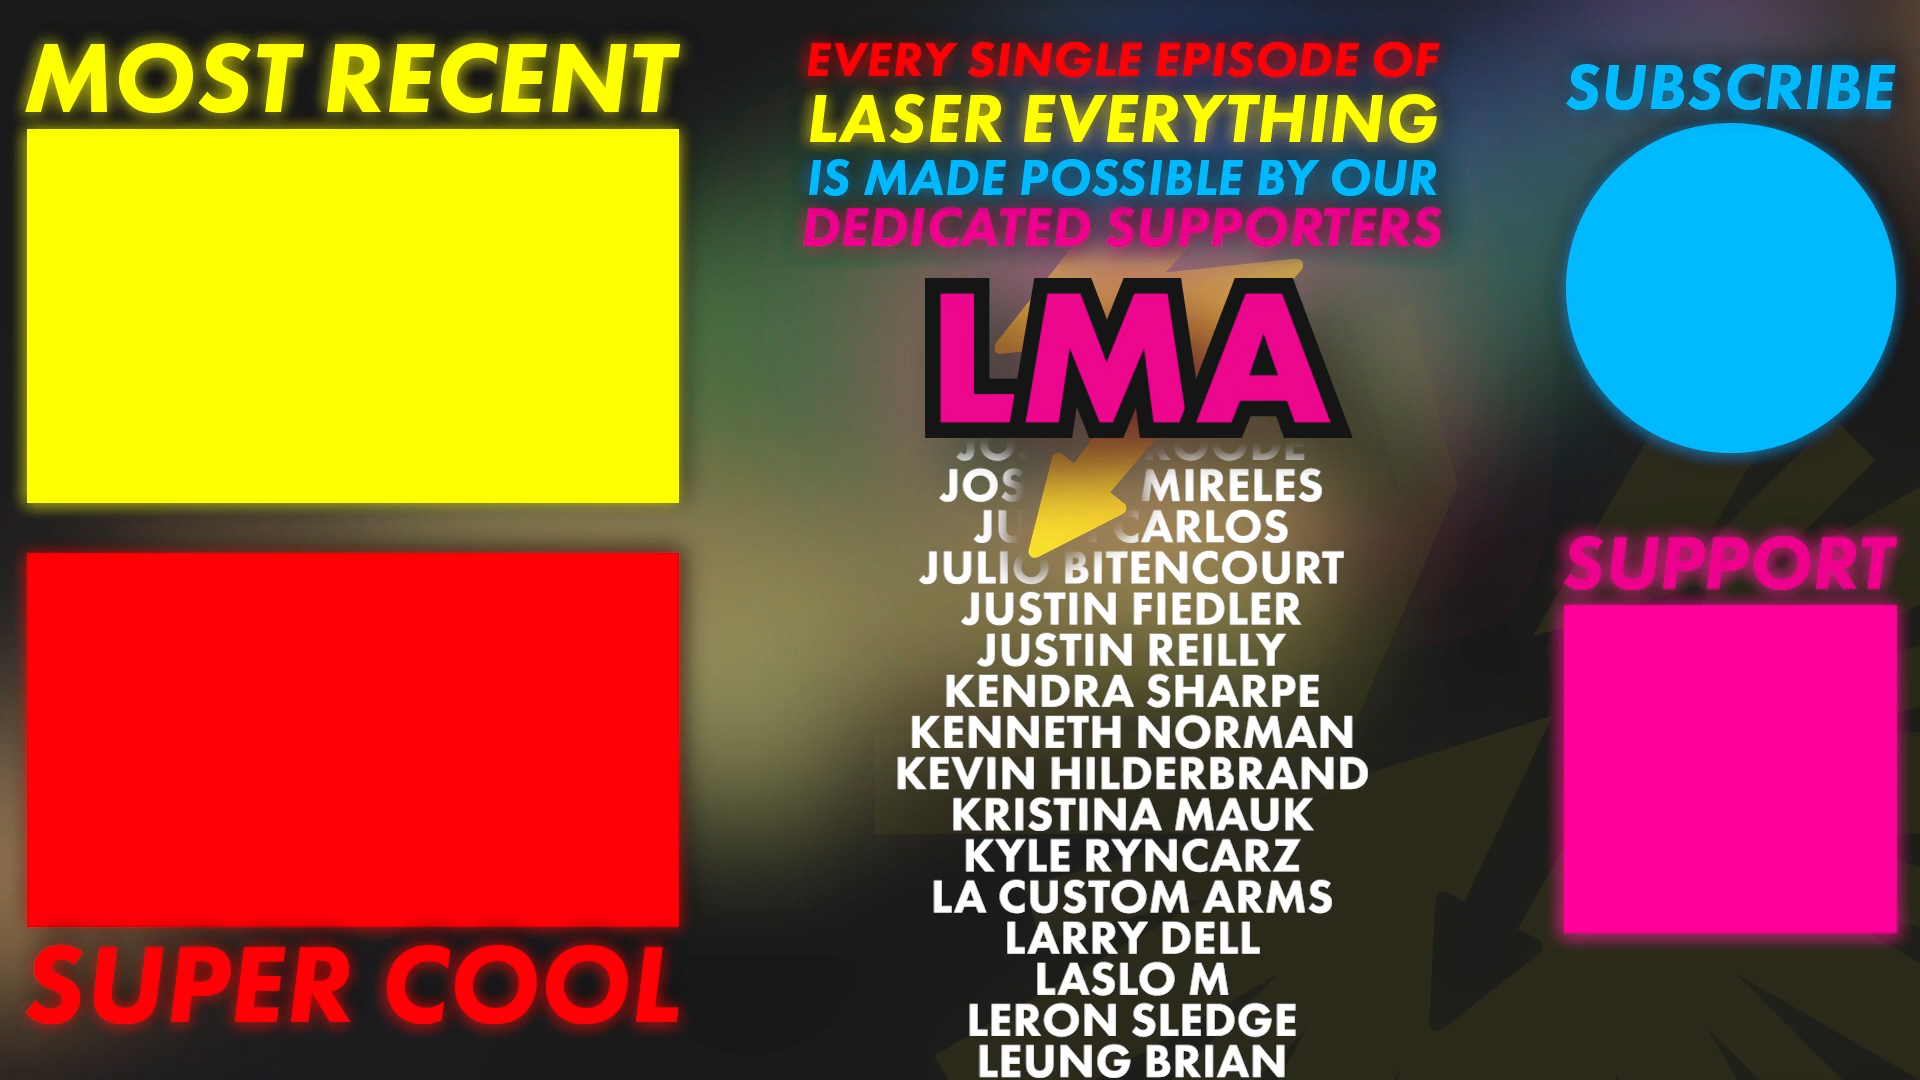 MOST RECENT
SUPER COOL
EVERY SINGLE EPISODE OF
LASER EVERYTHING
IS MADE POSSIBLE BY OUR
DEDICATED SUPPORTERS
LMA
MIRELES
CARLOS
JULIO BITENCOURT
JUSTIN FIEDLER
JUSTIN REILLY
KENDRA SHARPE
KENNETH NORMAN
KEVIN HILDERBRAND
KRISTINA MAUK
KYLE RYNCARZ
LA CUSTOM ARMS
LARRY DELL
LASLO M
LERON SLEDGE
LEUNG BRIAN
SUBSCRIBE
SUPPORT